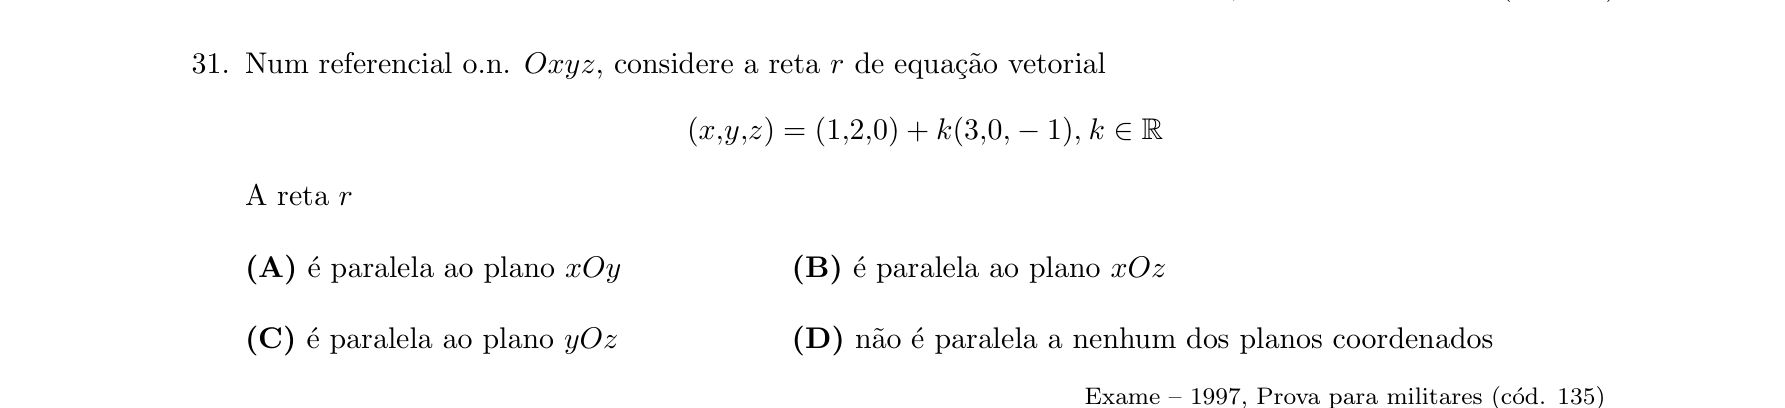 31. Num referencial o.n. Oxyz, considere a reta r de equação vetorial
(x,y,z) = (1,2,0) + k(3,0, − 1), k ∈ ℝ
A reta r
(A) é paralela ao plano xOy (B) é paralela ao plano xOz
(C) é paralela ao plano yOz (D) não é paralela a nenhum dos planos coordenados
Exame – 1997, Prova para militares (cód. 135)